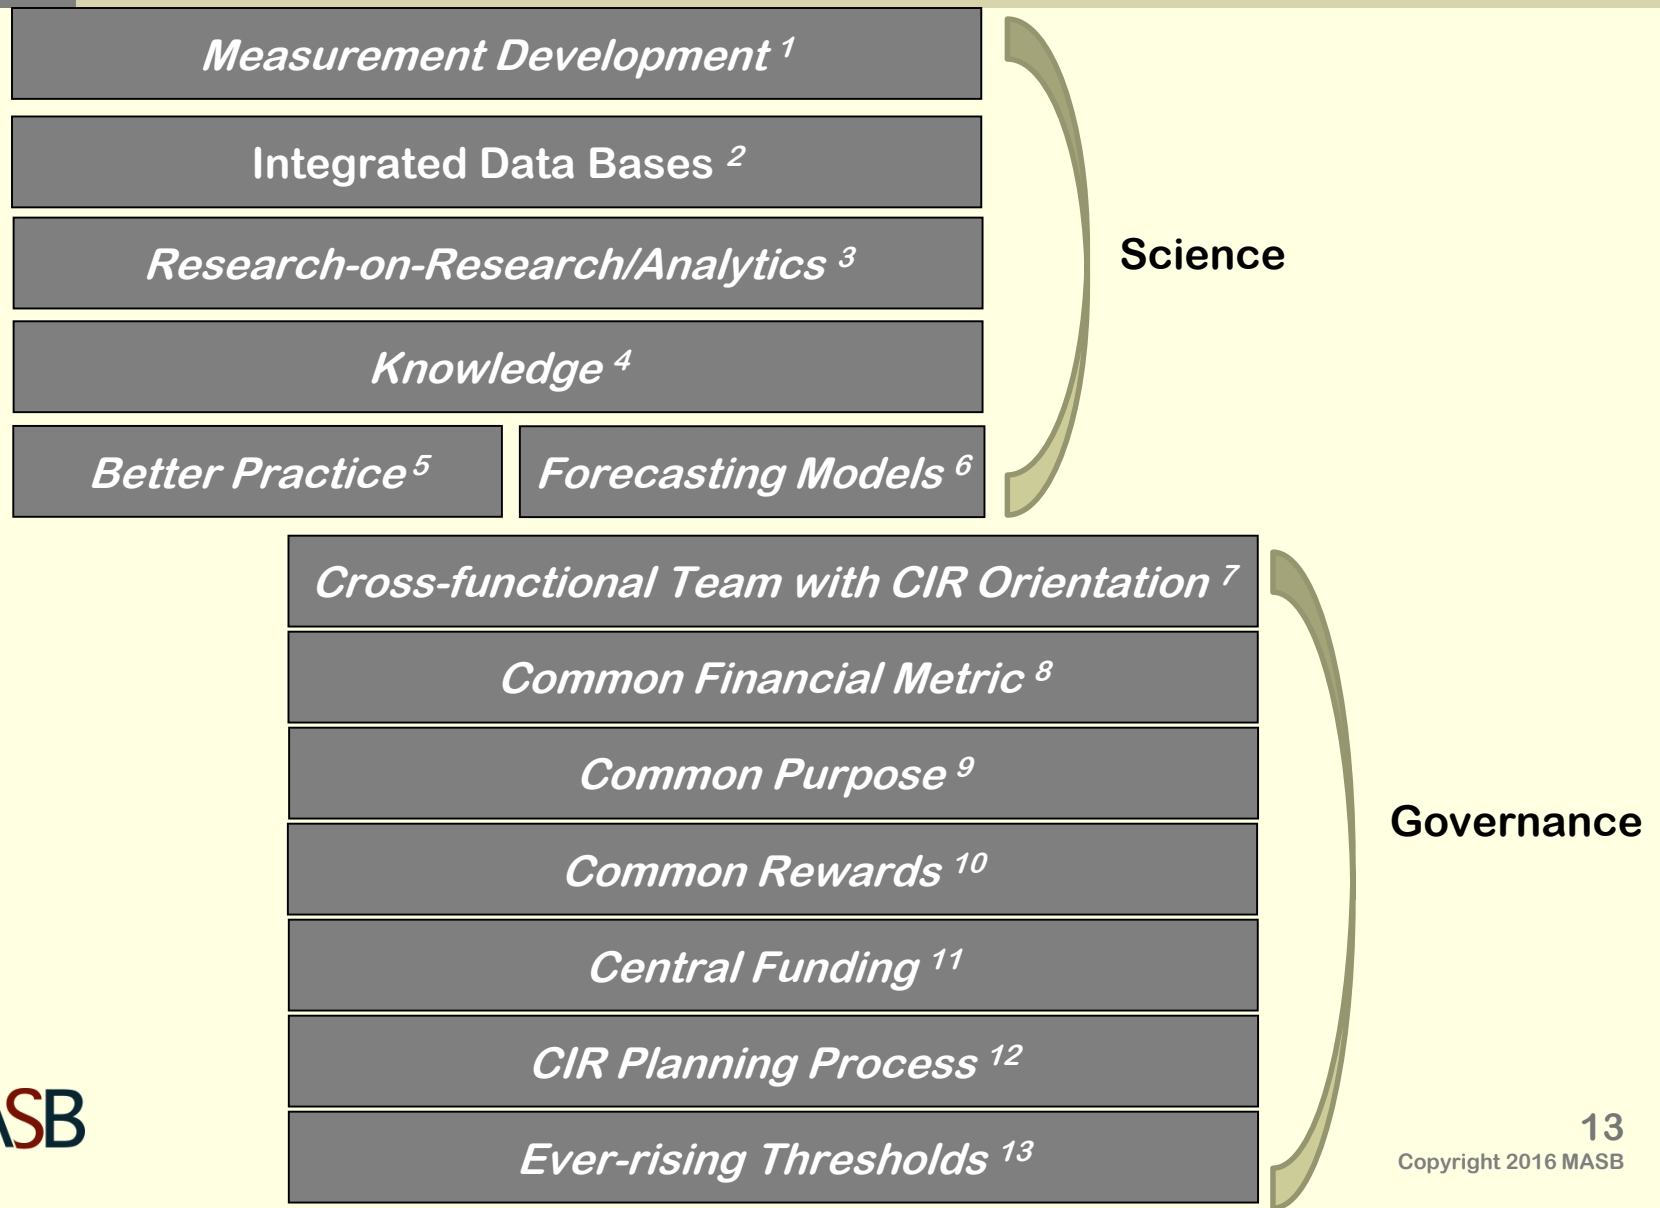 Measurement Development 1
Integrated Data Bases 2
Research-on-Research/Analytics 3
Science
Knowledge 4
Better Practice 5
Forecasting Models 6
Cross-functional Team with CIR Orientation 7
Common Financial Metric 8
Common Purpose 9
Governance
Common Rewards 10
Central Funding 11
CIR Planning Process 12
Ever-rising Thresholds 13
ASB
13
Copyright 2016 MASB